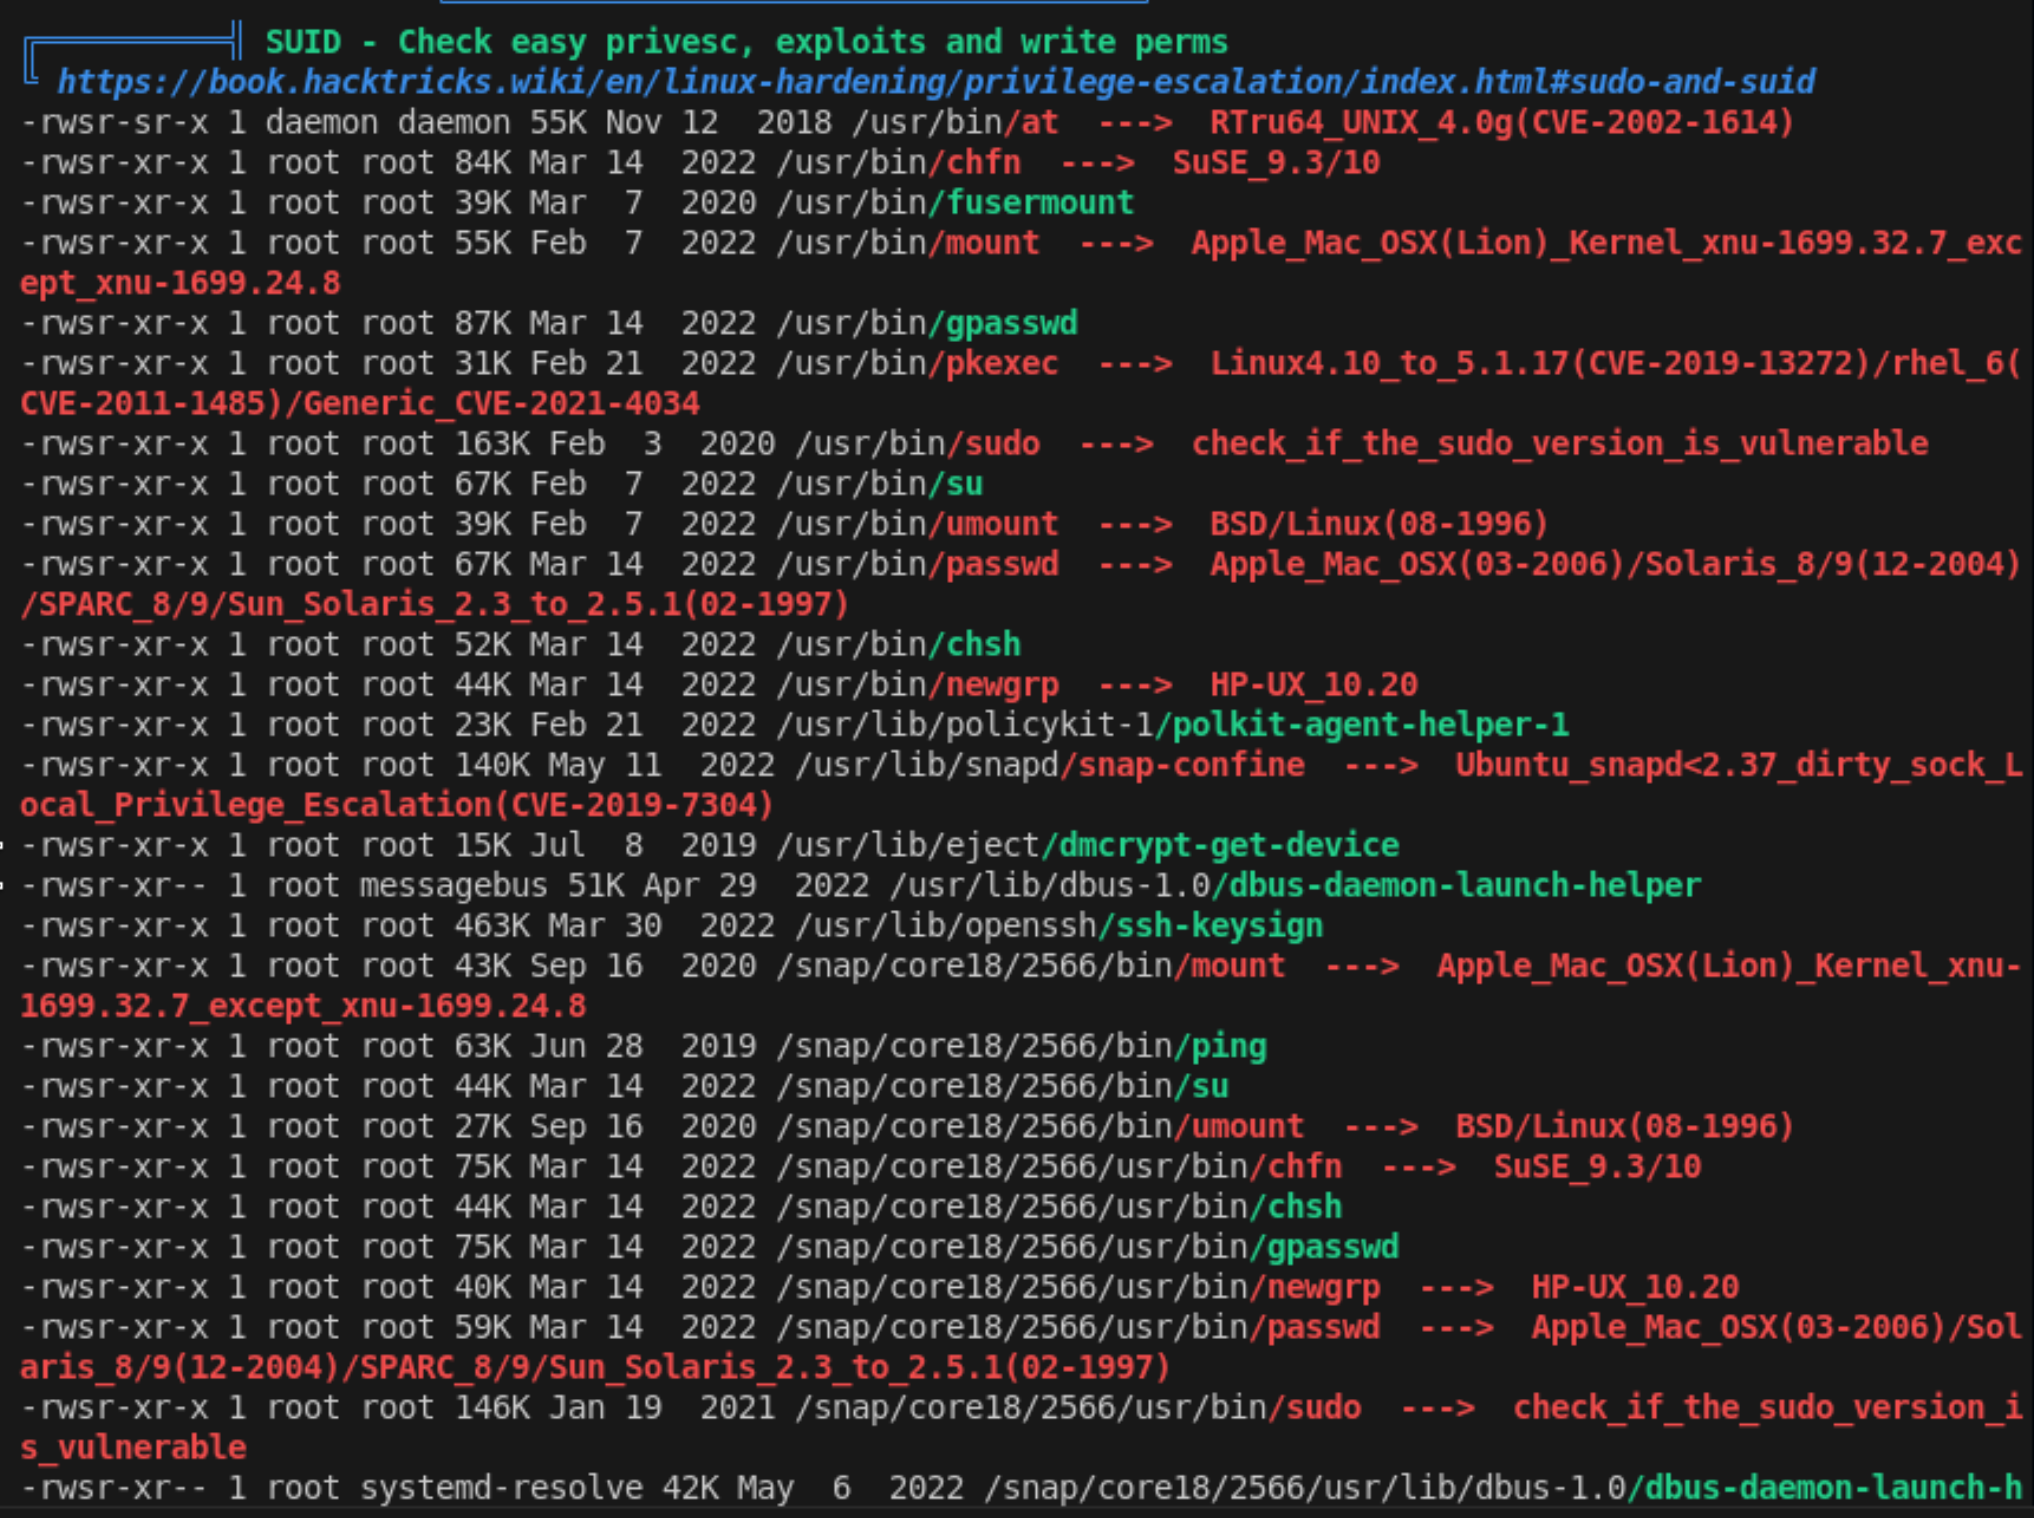 SUID - Check easy privesc, exploits and write perms
https://book.hacktricks.wiki/en/linux-hardening/privilege-escalation/index.html#sudo-and-suid
-rwsr-sr-x 1 daemon daemon 55K Nov 12  2018 /usr/bin/at  --->  RTru64_UNIX_4.0g(CVE-2002-1614)
-rwsr-xr-x 1 root root 84K Mar 14  2022 /usr/bin/chfn  --->  SuSE_9.3/10
-rwsr-xr-x 1 root root 39K Mar  7  2020 /usr/bin/fusermount
-rwsr-xr-x 1 root root 55K Feb  7  2022 /usr/bin/mount  --->  Apple_Mac_OSX(Lion)_Kernel_xnu-1699.32.7_exc
ept_xnu-1699.24.8
-rwsr-xr-x 1 root root 87K Mar 14  2022 /usr/bin/gpasswd
-rwsr-xr-x 1 root root 31K Feb 21  2022 /usr/bin/pkexec  --->  Linux4.10_to_5.1.17(CVE-2019-13272)/rhel_6(
CVE-2011-1485)/Generic_CVE-2021-4034
-rwsr-xr-x 1 root root 163K Feb  3  2020 /usr/bin/sudo  --->  check_if_the_sudo_version_is_vulnerable
-rwsr-xr-x 1 root root 67K Feb  7  2022 /usr/bin/su
-rwsr-xr-x 1 root root 39K Feb  7  2022 /usr/bin/umount  --->  BSD/Linux(08-1996)
-rwsr-xr-x 1 root root 67K Mar 14  2022 /usr/bin/passwd  --->  Apple_Mac_OSX(03-2006)/Solaris_8/9(12-2004)
/SPARC_8/9/Sun_Solaris_2.3_to_2.5.1(02-1997)
-rwsr-xr-x 1 root root 52K Mar 14  2022 /usr/bin/chsh
-rwsr-xr-x 1 root root 44K Mar 14  2022 /usr/bin/newgrp  --->  HP-UX_10.20
-rwsr-xr-x 1 root root 23K Feb 21  2022 /usr/lib/policykit-1/polkit-agent-helper-1
-rwsr-xr-x 1 root root 140K May 11  2022 /usr/lib/snapd/snap-confine  --->  Ubuntu_snapd<2.37_dirty_sock_L
ocal_Privilege_Escalation(CVE-2019-7304)
-rwsr-xr-x 1 root root 15K Jul  8  2019 /usr/lib/eject/dmcrypt-get-device
-rwsr-xr-- 1 root messagebus 51K Apr 29  2022 /usr/lib/dbus-1.0/dbus-daemon-launch-helper
-rwsr-xr-x 1 root root 463K Mar 30  2022 /usr/lib/openssh/ssh-keysign
-rwsr-xr-x 1 root root 43K Sep 16  2020 /snap/core18/2566/bin/mount  --->  Apple_Mac_OSX(Lion)_Kernel_xnu-
1699.32.7_except_xnu-1699.24.8
-rwsr-xr-x 1 root root 63K Jun 28  2019 /snap/core18/2566/bin/ping
-rwsr-xr-x 1 root root 44K Mar 14  2022 /snap/core18/2566/bin/su
-rwsr-xr-x 1 root root 27K Sep 16  2020 /snap/core18/2566/bin/umount  --->  BSD/Linux(08-1996)
-rwsr-xr-x 1 root root 75K Mar 14  2022 /snap/core18/2566/usr/bin/chfn  --->  SuSE_9.3/10
-rwsr-xr-x 1 root root 44K Mar 14  2022 /snap/core18/2566/usr/bin/chsh
-rwsr-xr-x 1 root root 75K Mar 14  2022 /snap/core18/2566/usr/bin/gpasswd
-rwsr-xr-x 1 root root 40K Mar 14  2022 /snap/core18/2566/usr/bin/newgrp  --->  HP-UX_10.20
-rwsr-xr-x 1 root root 59K Mar 14  2022 /snap/core18/2566/usr/bin/passwd  --->  Apple_Mac_OSX(03-2006)/Sol
aris_8/9(12-2004)/SPARC_8/9/Sun_Solaris_2.3_to_2.5.1(02-1997)
-rwsr-xr-x 1 root root 146K Jan 19  2021 /snap/core18/2566/usr/bin/sudo  --->  check_if_the_sudo_version_i
s_vulnerable
-rwsr-xr-- 1 root systemd-resolve 42K May  6  2022 /snap/core18/2566/usr/lib/dbus-1.0/dbus-daemon-launch-h